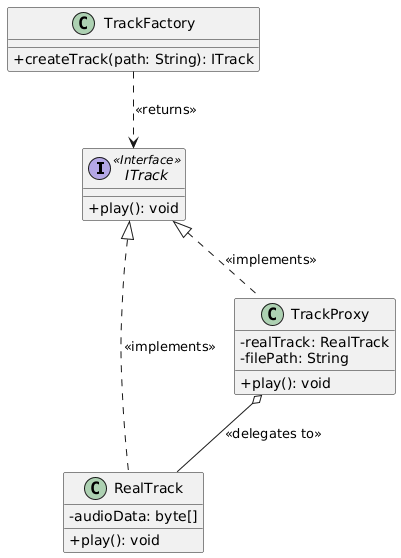 C TrackFactory
+createTrack(path: String): ITrack
«returns»
I «Interface»
ITrack
+play(): void
«implements»
«implements»
C TrackProxy
-realTrack: RealTrack
-filePath: String
+play(): void
«delegates to»
C RealTrack
-audioData: byte[]
+play(): void